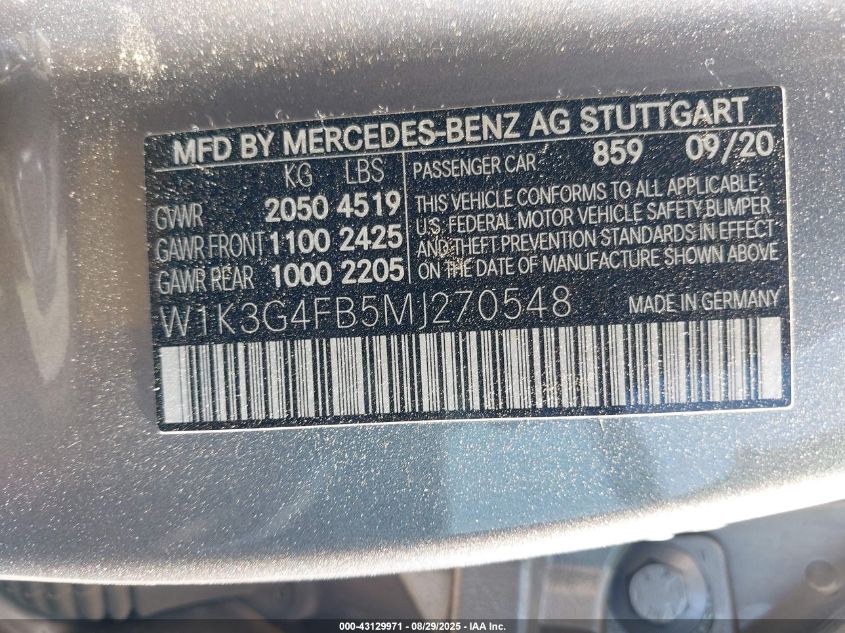 MFD BY MERCEDES-BENZ AG STUTTGART
KG LBS
GVWR 2050 4519
GAWR FRONT 1100 2425
GAWR REAR 1000 2205
PASSENGER CAR 859 09/20
THIS VEHICLE CONFORMS TO ALL APPLICABLE
U.S. FEDERAL MOTOR VEHICLE SAFETY, BUMPER
AND THEFT PREVENTION STANDARDS IN EFFECT
ON THE DATE OF MANUFACTURE SHOWN ABOVE
W1K3G4FB5MJ270548
MADE IN GERMANY
000-43129971 - 08/29/2025 - IAA Inc.